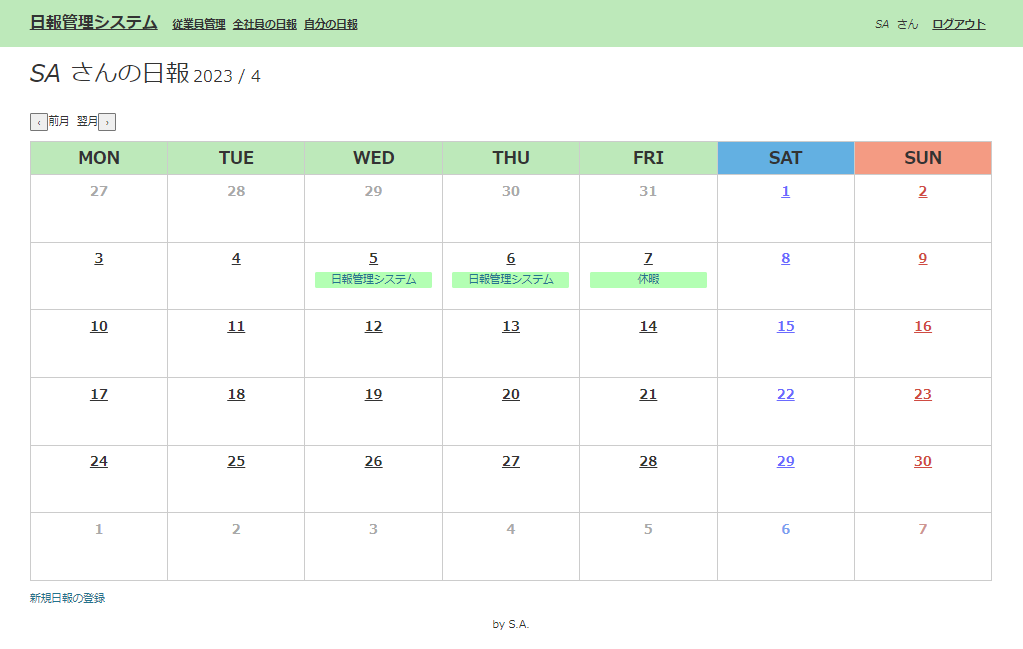 日報管理システム 従業員管理 全社員の日報 自分の日報 SA さん ログアウト
SA さんの日報 2023 / 4
‹ 前月 翌月 ›
MON TUE WED THU FRI SAT SUN
27 28 29 30 31 1 2
3 4 5 6 7 8 9
日報管理システム 日報管理システム 休暇
10 11 12 13 14 15 16
17 18 19 20 21 22 23
24 25 26 27 28 29 30
1 2 3 4 5 6 7
新規日報の登録
by S.A.